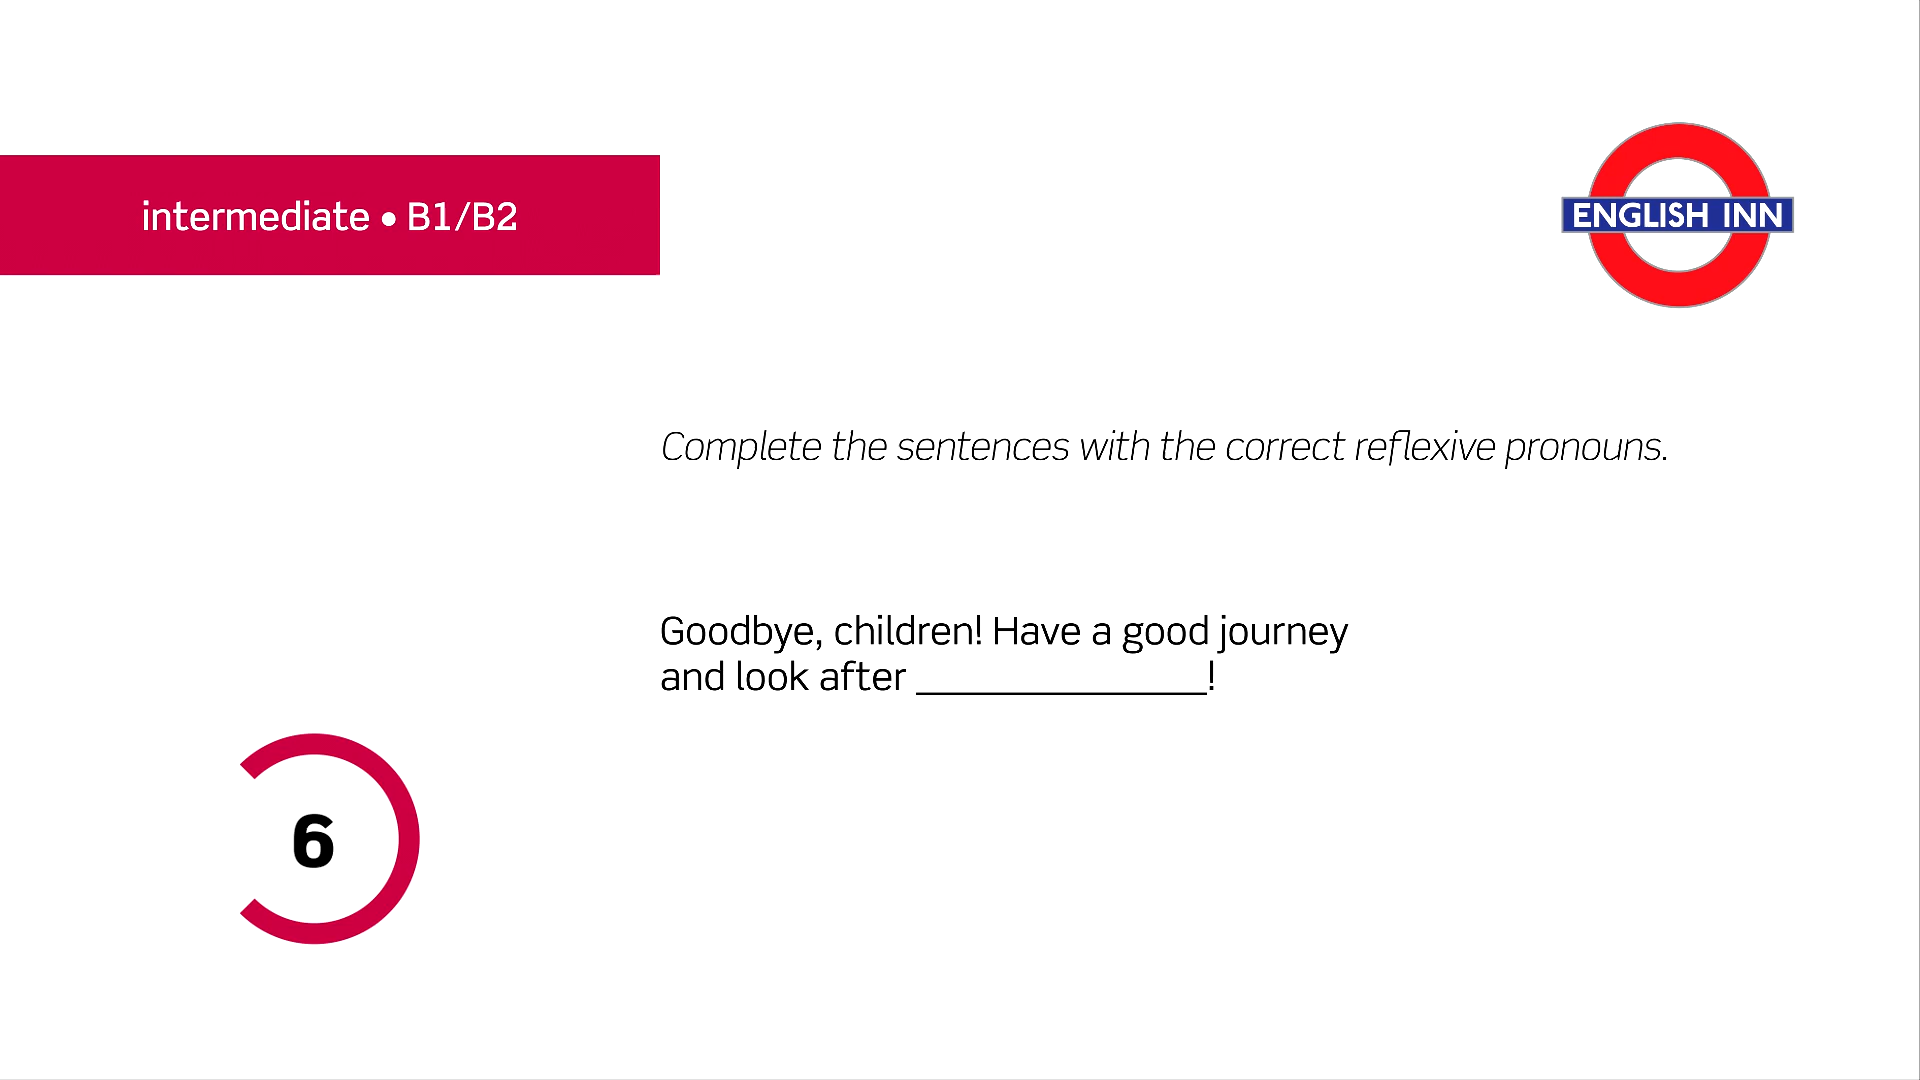 intermediate • B1/B2
ENGLISH INN
Complete the sentences with the correct reflexive pronouns.
Goodbye, children! Have a good journey
and look after ______________!
6